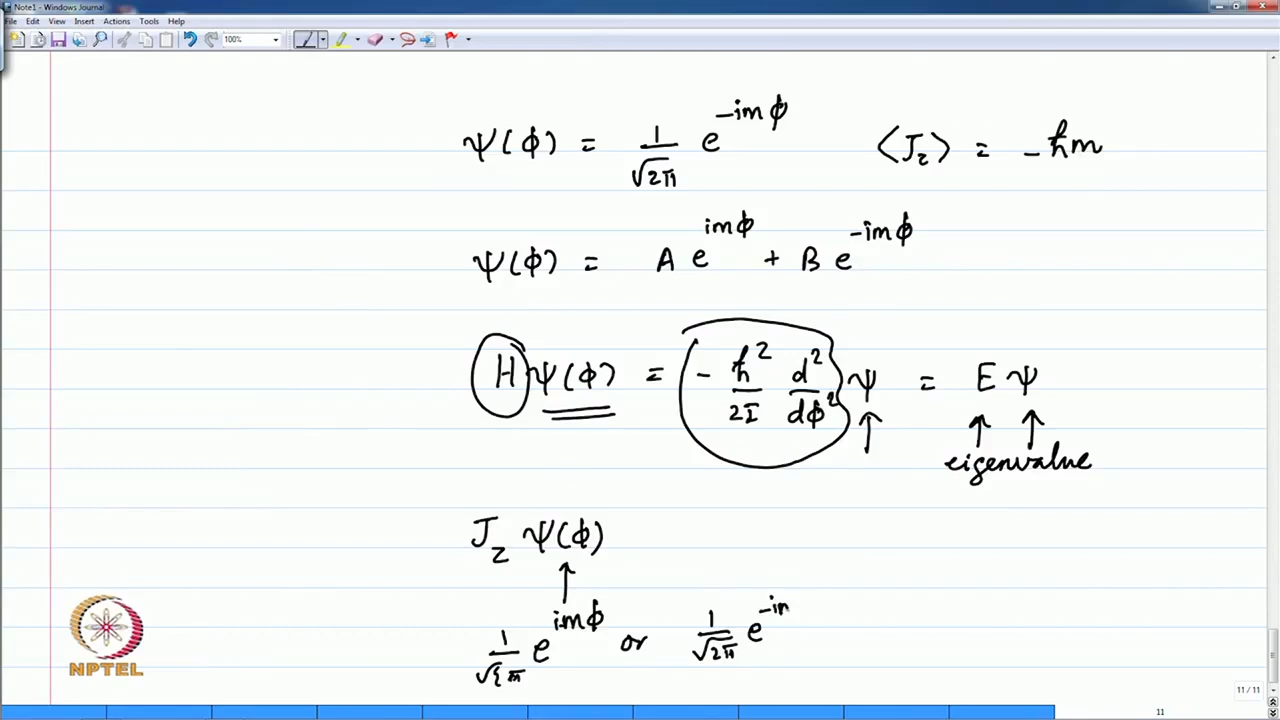 Note1 - Windows Journal
File Edit View Insert Actions Tools Help
100%
Ψ(ϕ) = 1/√2π e^{-imϕ} ⟨J_z⟩ = -ħm
Ψ(ϕ) = A e^{imϕ} + B e^{-imϕ}
H Ψ(ϕ) = - ħ²/2I d²/dϕ² Ψ = E Ψ
eigenvalue
J_z Ψ(ϕ)
1/√2π e^{imϕ} or 1/√2π e^{-im
NPTEL
11 / 11
11